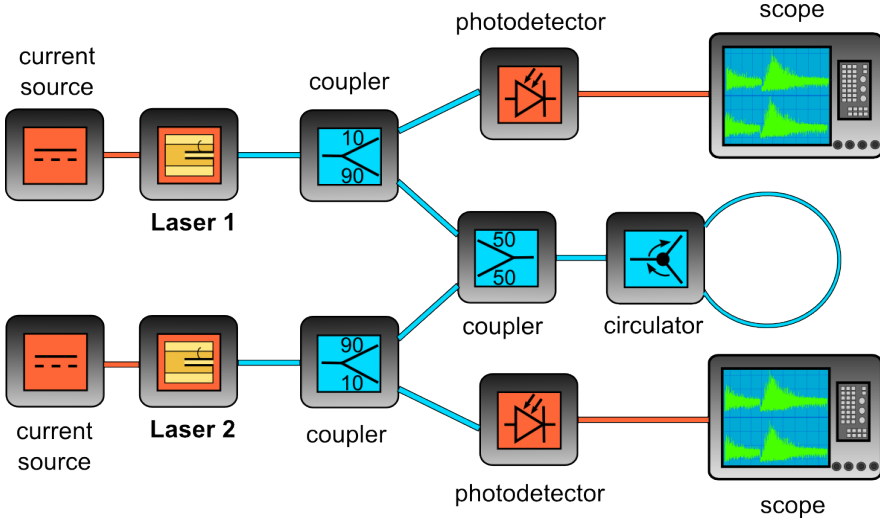 scope
photodetector
current
source
coupler
10
90
Laser 1
50
50
coupler
circulator
90
10
current
source
Laser 2
coupler
photodetector
scope